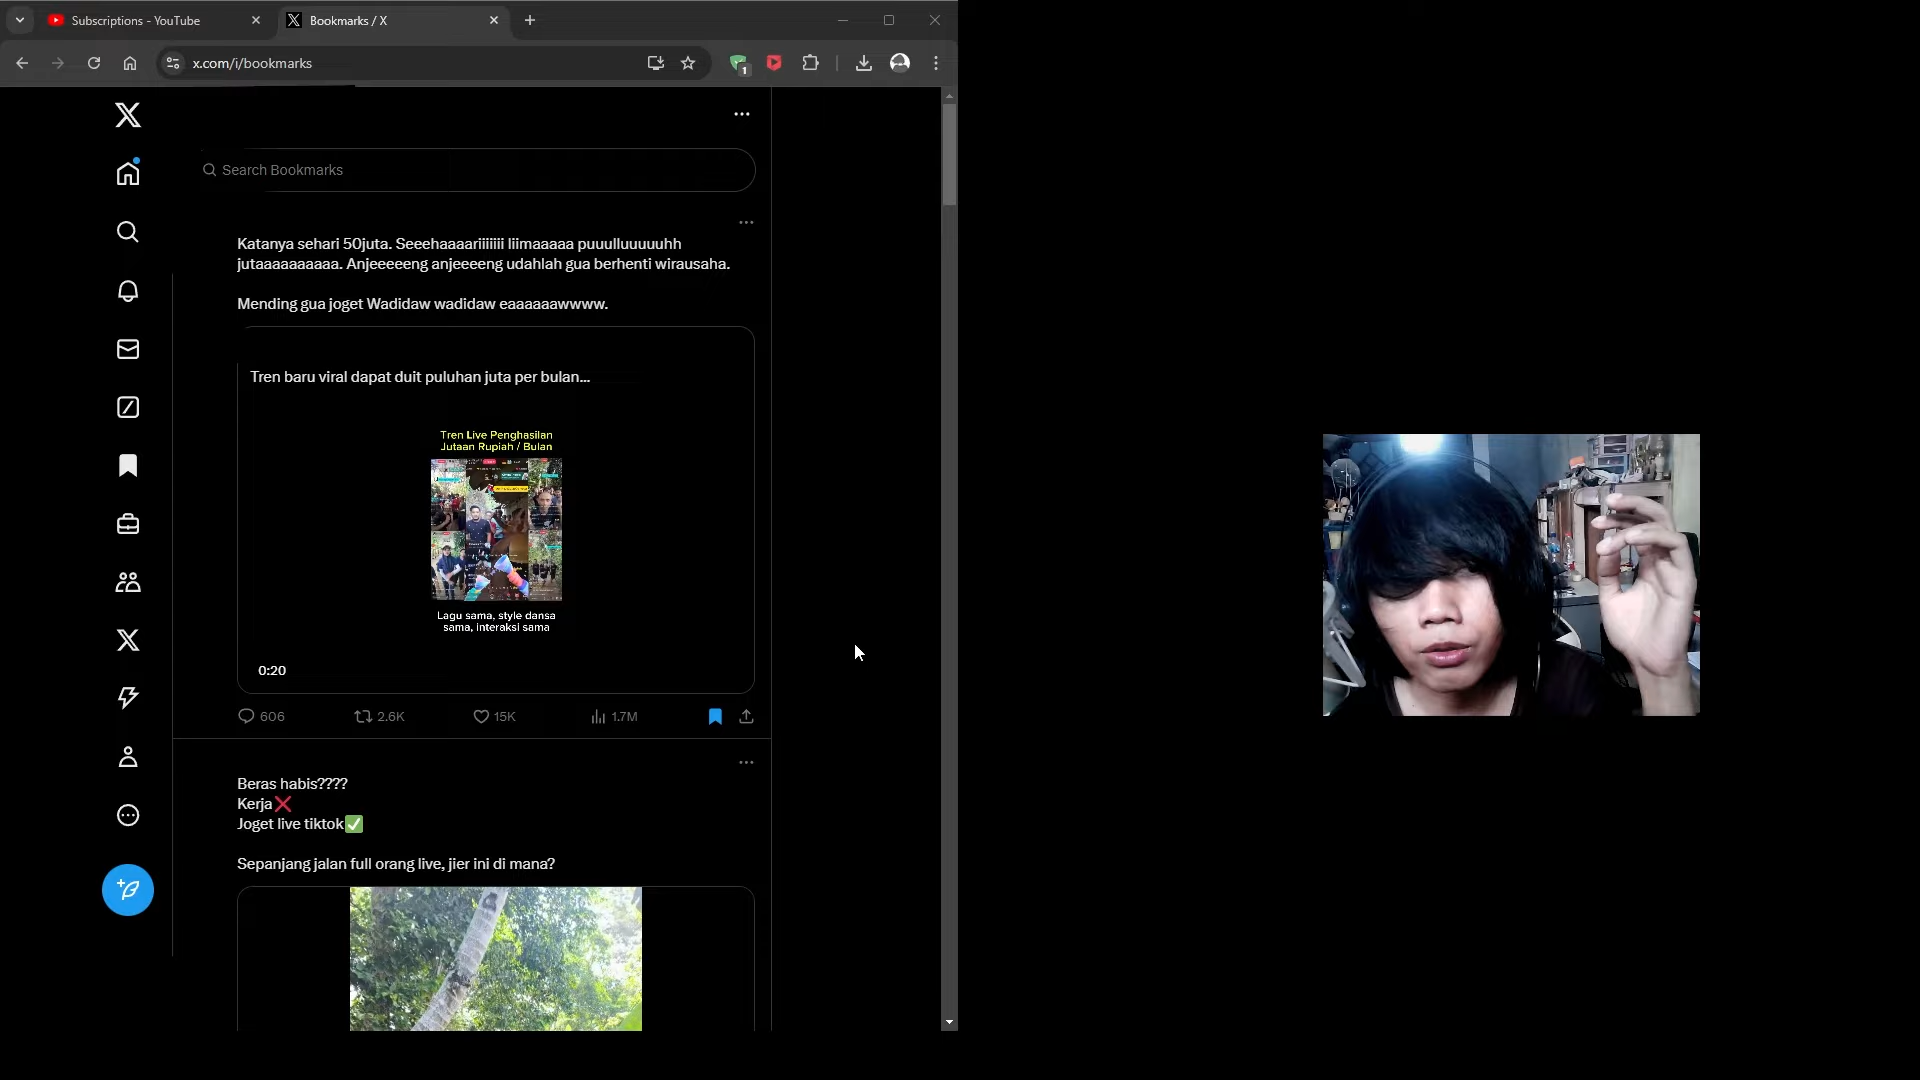 Subscriptions - YouTube
Bookmarks / X
x.com/i/bookmarks
1
Search Bookmarks
Katanya sehari 50juta. Seeehaaaariiiiiii liimaaaaa puuulluuuuuhh
jutaaaaaaaaaa. Anjeeeeeng anjeeeeng udahlah gua berhenti wirausaha.
Mending gua joget Wadidaw wadidaw eaaaaaawwww.
Tren baru viral dapat duit puluhan juta per bulan...
Tren Live Penghasilan
Jutaan Rupiah / Bulan
Lagu sama, style dansa
sama, interaksi sama
0:20
606
2.6K
15K
1.7M
Beras habis????
Kerja❌
Joget live tiktok✅
Sepanjang jalan full orang live, jier ini di mana?